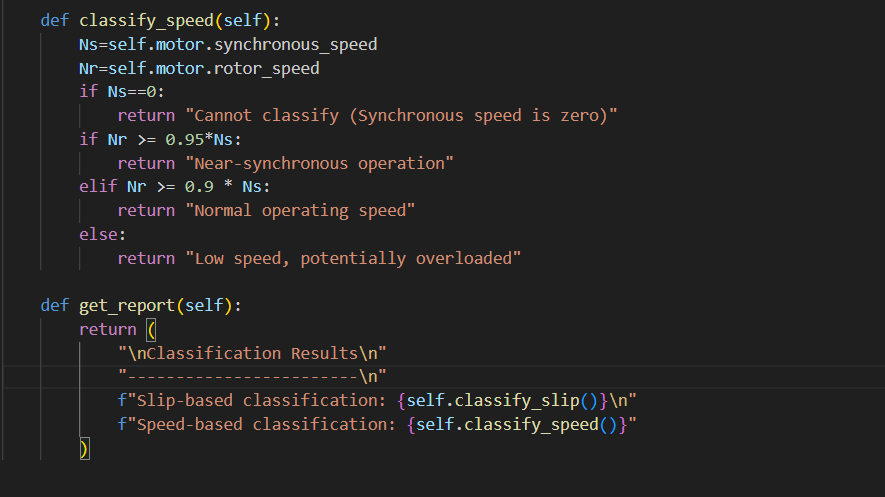 def classify_speed(self):
    Ns=self.motor.synchronous_speed
    Nr=self.motor.rotor_speed
    if Ns==0:
        return "Cannot classify (Synchronous speed is zero)"
    if Nr >= 0.95*Ns:
        return "Near-synchronous operation"
    elif Nr >= 0.9 * Ns:
        return "Normal operating speed"
    else:
        return "Low speed, potentially overloaded"

def get_report(self):
    return (
        "\nClassification Results\n"
        "------------------------\n"
        f"Slip-based classification: {self.classify_slip()}\n"
        f"Speed-based classification: {self.classify_speed()}"
    )